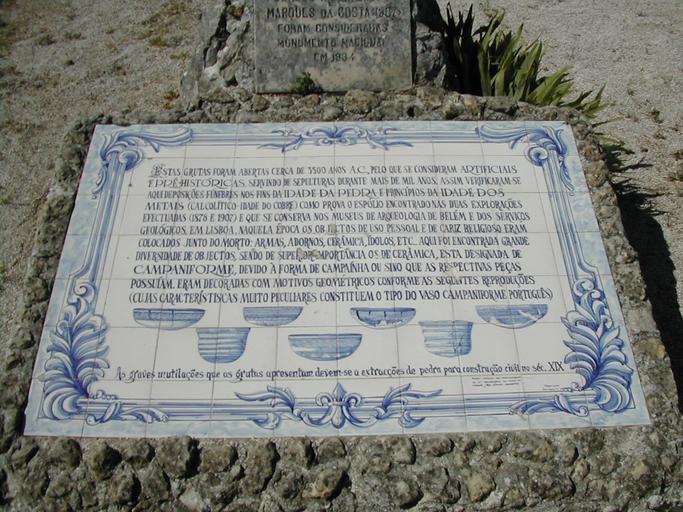 MARQUES DA COSTA (1907)
FORAM CONSIDERADAS
MONUMENTO NACIONAL
EM 1934
ESTAS GRUTAS FORAM ABERTAS CERCA DE 3500 ANOS A.C., PELO QUE SE CONSIDERAM ARTIFICIAIS
E PRÉ-HISTÓRICAS, SERVINDO DE SEPULTURAS DURANTE MAIS DE MIL ANOS, ASSIM VERIFICARAM-SE
AQUI DEPOSIÇÕES FÚNEBRES NOS FINS DA IDADE DA PEDRA E PRINCÍPIOS DA IDADE DOS
METAIS (CALCOLÍTICO-IDADE DO COBRE) COMO PROVA O ESPÓLIO ENCONTRADO NAS DUAS EXPLORAÇÕES
EFECTUADAS (1878 E 1907) E QUE SE CONSERVA NOS MUSEUS DE ARQUEOLOGIA DE BELÉM E DOS SERVIÇOS
GEOLÓGICOS, EM LISBOA, NAQUELA ÉPOCA OS OBJECTOS DE USO PESSOAL E DE CARIZ RELIGIOSO ERAM
COLOCADOS JUNTO DO MORTO: ARMAS, ADORNOS, CERÂMICA, ÍDOLOS, ETC.. AQUI FOI ENCONTRADA GRANDE
DIVERSIDADE DE OBJECTOS, SENDO DE SUPERIOR IMPORTÂNCIA OS DE CERÂMICA, ESTA DESIGNADA DE
CAMPANIFORME, DEVIDO À FORMA DE CAMPAÍNHA OU SINO QUE AS RESPECTIVAS PEÇAS
POSSUÍAM, ERAM DECORADAS COM MOTIVOS GEOMÉTRICOS CONFORME AS SEGUINTES REPRODUÇÕES
(CUJAS CARACTERÍSTICAS MUITO PECULIARES CONSTITUEM O TIPO DO VASO CAMPANIFORME PORTUGUÊS)
As graves mutilações que as grutas apresentam devem-se a extracções de pedra para construção civil no séc. XIX